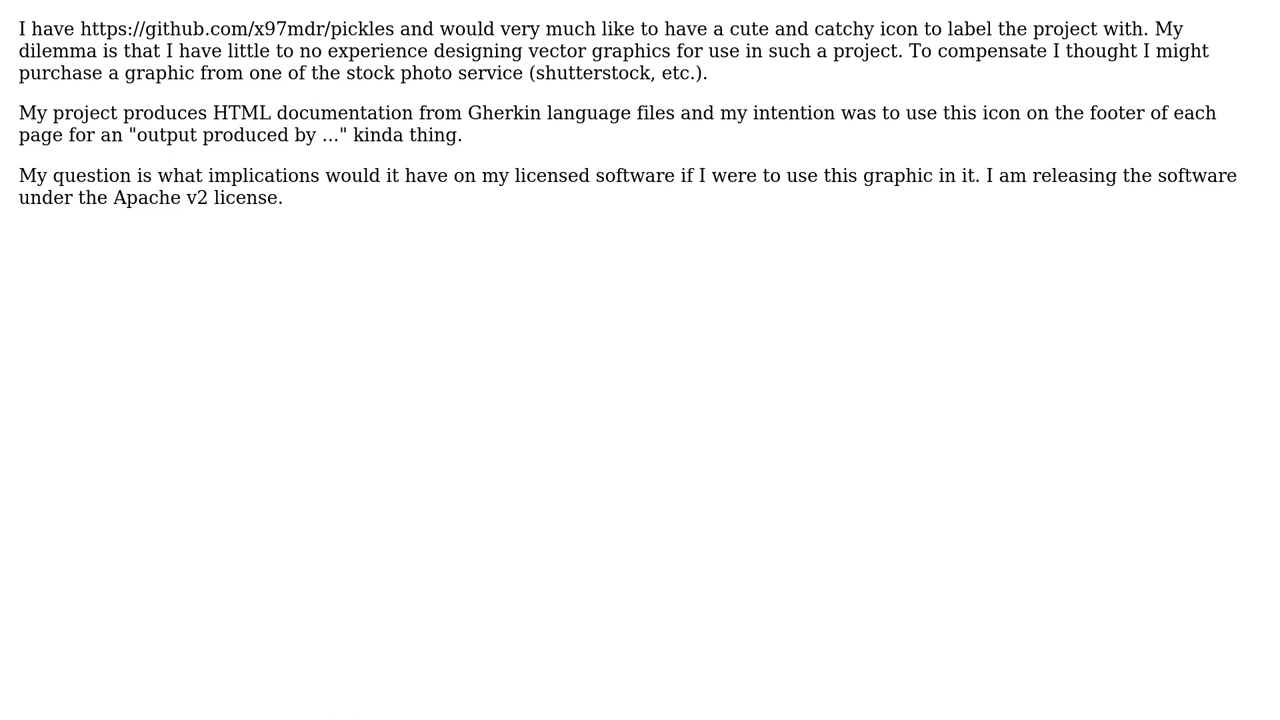 I have https://github.com/x97mdr/pickles and would very much like to have a cute and catchy icon to label the project with. My
dilemma is that I have little to no experience designing vector graphics for use in such a project. To compensate I thought I might
purchase a graphic from one of the stock photo service (shutterstock, etc.).
My project produces HTML documentation from Gherkin language files and my intention was to use this icon on the footer of each
page for an "output produced by ..." kinda thing.
My question is what implications would it have on my licensed software if I were to use this graphic in it. I am releasing the software
under the Apache v2 license.